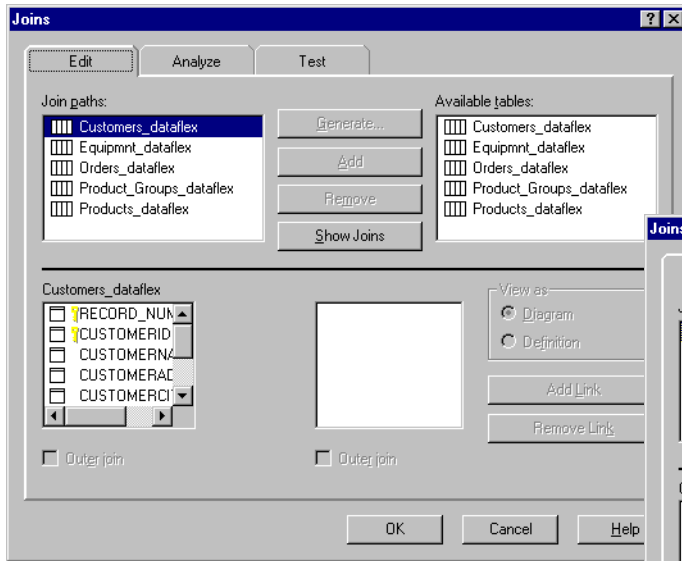 Joins
Edit Analyze Test
Join paths:
Available tables:
Customers_dataflex
Equipmnt_dataflex
Orders_dataflex
Product_Groups_dataflex
Products_dataflex
Generate...
Add
Remove
Show Joins
Customers_dataflex
Equipmnt_dataflex
Orders_dataflex
Product_Groups_dataflex
Products_dataflex
Joins
Customers_dataflex
RECORD_NUM
CUSTOMERID
CUSTOMERNA
CUSTOMERAD
CUSTOMERCI
Outer join
Outer join
View as
Diagram
Definition
Add Link
Remove Link
OK Cancel Help